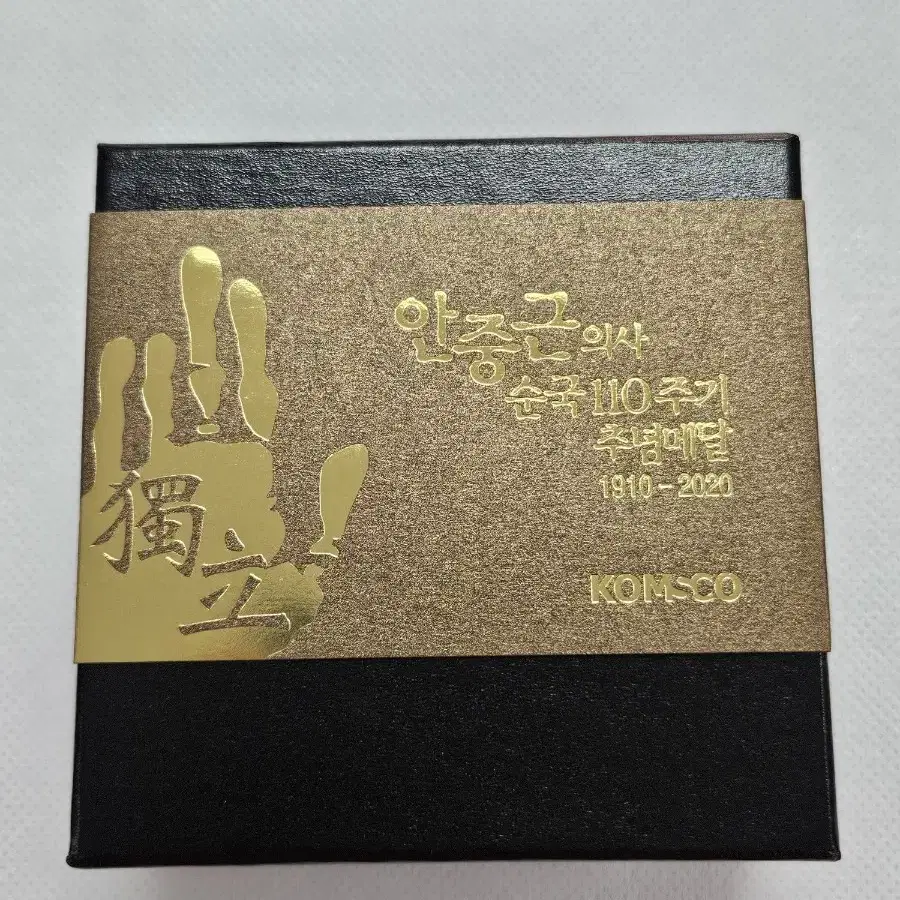 안중근 의사
순국 110주기
추념메달
1910-2020
KOMSCO
獨立